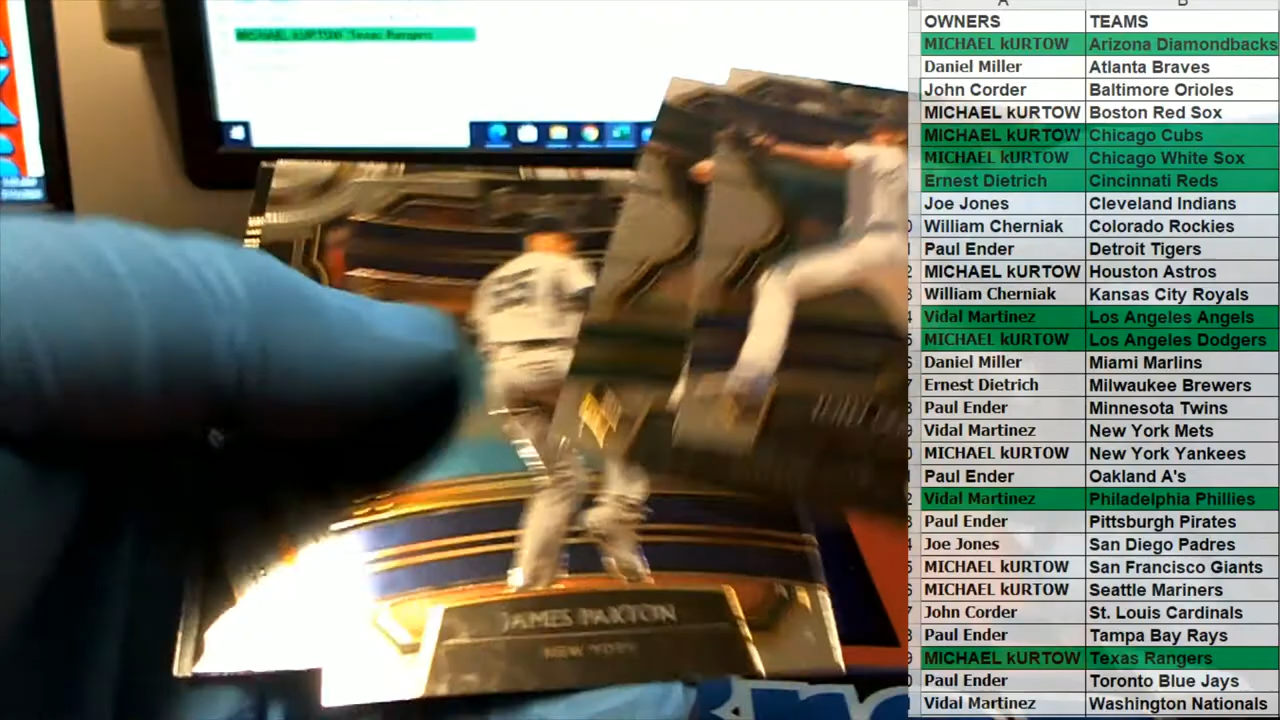 MICHAEL kURTOW Texas Rangers
JAMES PAXTON
NEW YORK
A B
OWNERS TEAMS
MICHAEL kURTOW Arizona Diamondbacks
Daniel Miller Atlanta Braves
John Corder Baltimore Orioles
MICHAEL kURTOW Boston Red Sox
MICHAEL kURTOW Chicago Cubs
MICHAEL kURTOW Chicago White Sox
Ernest Dietrich Cincinnati Reds
Joe Jones Cleveland Indians
William Cherniak Colorado Rockies
Paul Ender Detroit Tigers
MICHAEL kURTOW Houston Astros
William Cherniak Kansas City Royals
Vidal Martinez Los Angeles Angels
MICHAEL kURTOW Los Angeles Dodgers
Daniel Miller Miami Marlins
Ernest Dietrich Milwaukee Brewers
Paul Ender Minnesota Twins
Vidal Martinez New York Mets
MICHAEL kURTOW New York Yankees
Paul Ender Oakland A's
Vidal Martinez Philadelphia Phillies
Paul Ender Pittsburgh Pirates
Joe Jones San Diego Padres
MICHAEL kURTOW San Francisco Giants
MICHAEL kURTOW Seattle Mariners
John Corder St. Louis Cardinals
Paul Ender Tampa Bay Rays
MICHAEL kURTOW Texas Rangers
Paul Ender Toronto Blue Jays
Vidal Martinez Washington Nationals